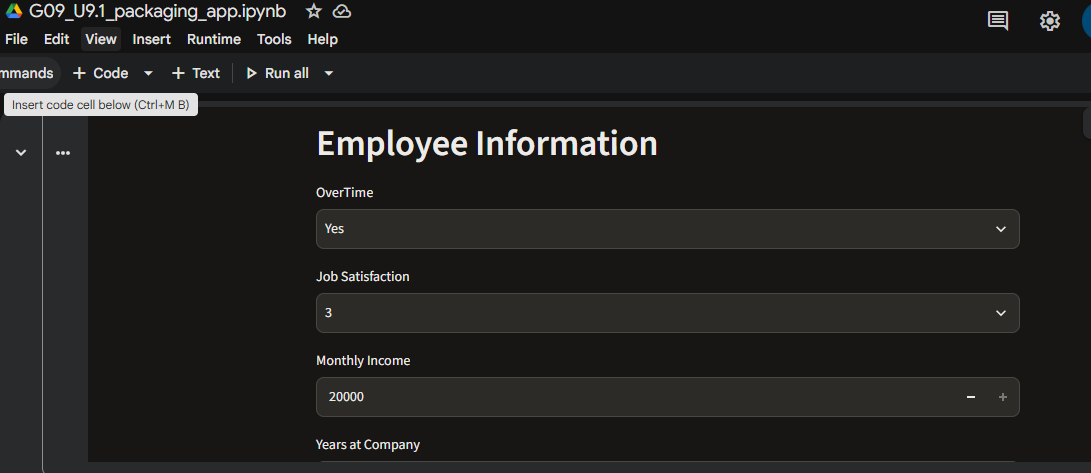 G09_U9.1_packaging_app.ipynb
File Edit View Insert Runtime Tools Help
mmands + Code + Text Run all
Insert code cell below (Ctrl+M B)
Employee Information
OverTime
Yes
Job Satisfaction
3
Monthly Income
20000
Years at Company